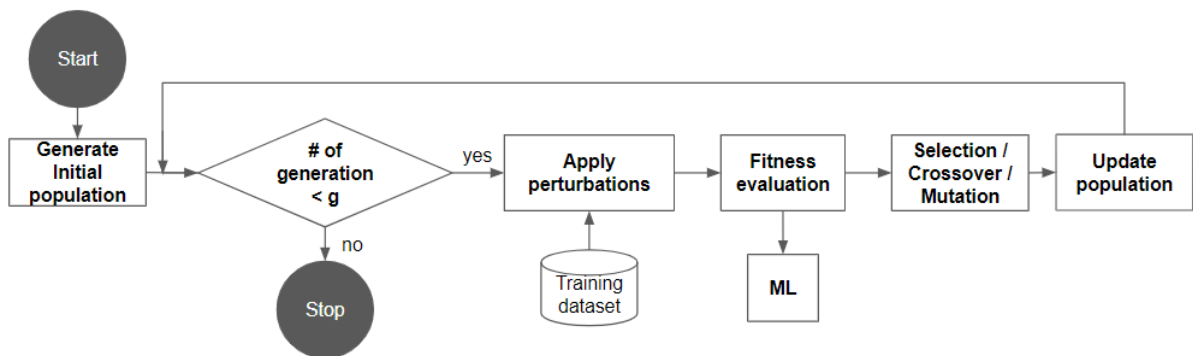 Start
Generate
Initial
population
# of
generation
< g
yes
no
Stop
Apply
perturbations
Training
dataset
Fitness
evaluation
ML
Selection /
Crossover /
Mutation
Update
population